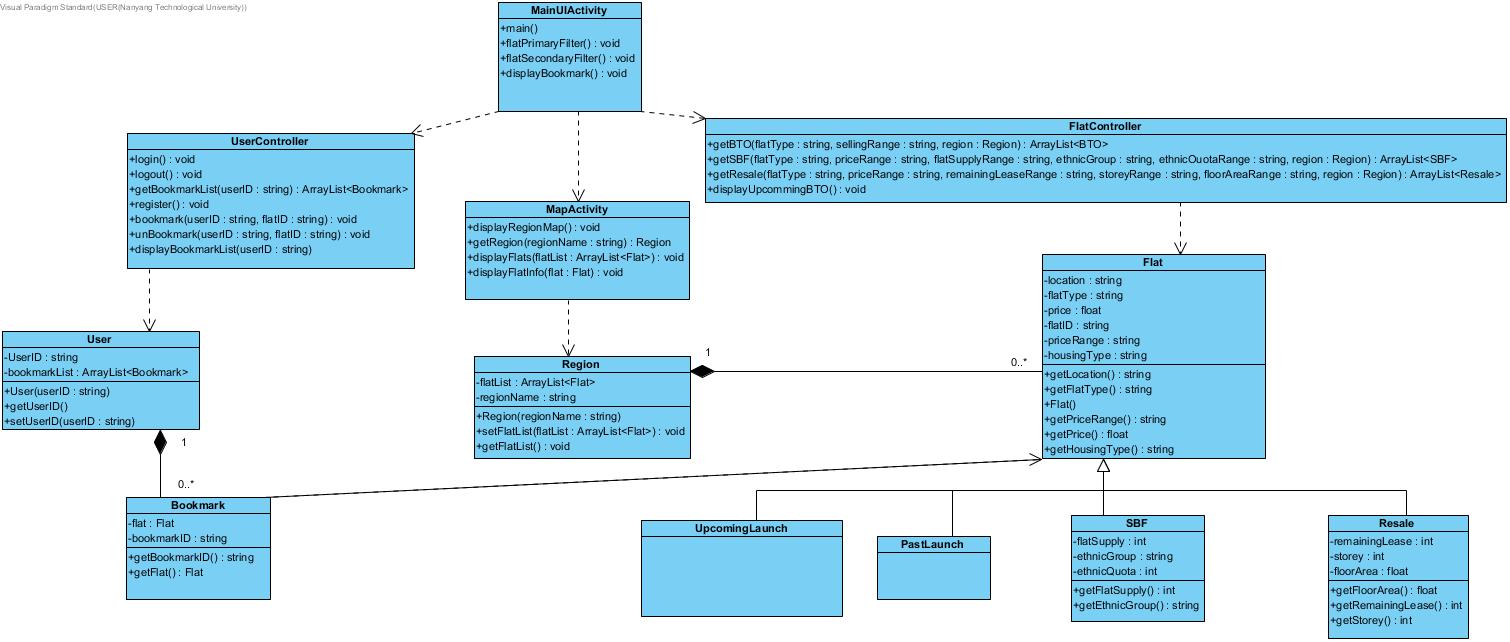 Visual Paradigm Standard(USER(Nanyang Technological University))
MainUIActivity
+main()
+flatPrimaryFilter() : void
+flatSecondaryFilter() : void
+displayBookmark() : void
UserController
+login() : void
+logout() : void
+getBookmarkList(userID : string) : ArrayList<Bookmark>
+register() : void
+bookmark(userID : string, flatID : string) : void
+unBookmark(userID : string, flatID : string) : void
+displayBookmarkList(userID : string)
FlatController
+getBTO(flatType : string, sellingRange : string, region : Region) : ArrayList<BTO>
+getSBF(flatType : string, priceRange : string, flatSupplyRange : string, ethnicGroup : string, ethnicOuotaRange : string, region : Region) : ArrayList<SBF>
+getResale(flatType : string, priceRange : string, remainingLeaseRange : string, storeyRange : string, floorAreaRange : string, region : Region) : ArrayList<Resale>
+displayUpcommingBTO() : void
MapActivity
+displayRegionMap() : void
+getRegion(regionName : string) : Region
+displayFlats(flatList : ArrayList<Flat>) : void
+displayFlatInfo(flat : Flat) : void
Flat
-location : string
-flatType : string
-price : float
-flatID : string
-priceRange : string
-housingType : string
+getLocation() : string
+getFlatType() : string
+Flat()
+getPriceRange() : string
+getPrice() : float
+getHousingType() : string
User
-UserID : string
-bookmarkList : ArrayList<Bookmark>
+User(userID : string)
+getUserID()
+setUserID(userID : string)
Region
-flatList : ArrayList<Flat>
-regionName : string
+Region(regionName : string)
+setFlatList(flatList : ArrayList<Flat>) : void
+getFlatList() : void
1
0..*
1
0..*
Bookmark
-flat : Flat
-bookmarkID : string
+getBookmarkID() : string
+getFlat() : Flat
UpcomingLaunch
PastLaunch
SBF
-flatSupply : int
-ethnicGroup : string
-ethnicQuota : int
+getFlatSupply() : int
+getEthnicGroup() : string
Resale
-remainingLease : int
-storey : int
-floorArea : float
+getFloorArea() : float
+getRemainingLease() : int
+getStorey() : int